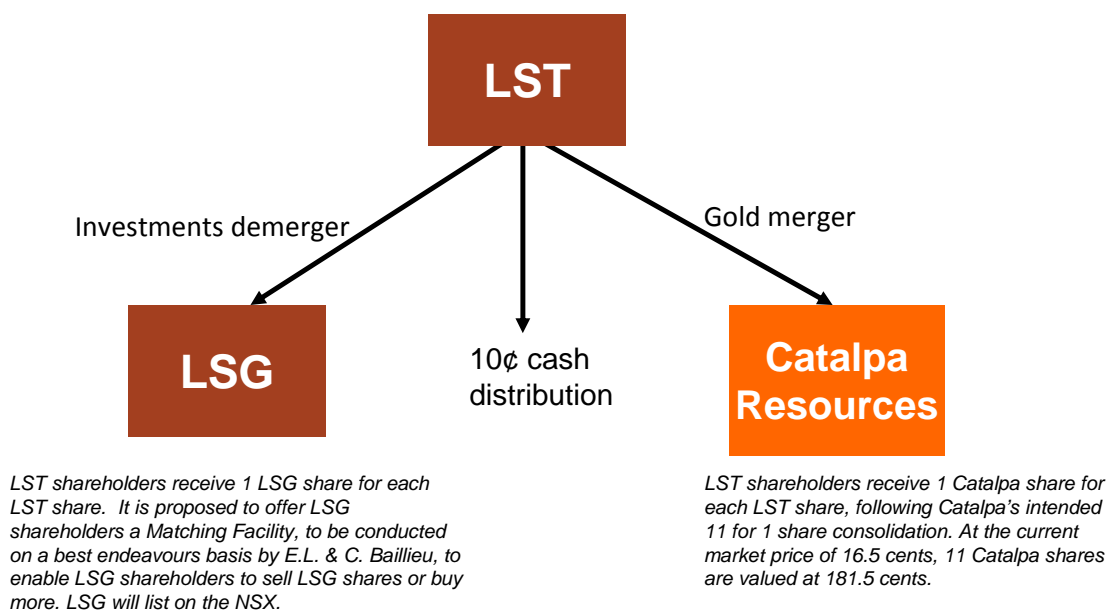 LST
Investments demerger
Gold merger
LSG
10¢ cash
distribution
Catalpa
Resources
LST shareholders receive 1 LSG share for each
LST share.  It is proposed to offer LSG
shareholders a Matching Facility, to be conducted
on a best endeavours basis by E.L. & C. Baillieu, to
enable LSG shareholders to sell LSG shares or buy
more. LSG will list on the NSX.
LST shareholders receive 1 Catalpa share for
each LST share, following Catalpa's intended
11 for 1 share consolidation. At the current
market price of 16.5 cents, 11 Catalpa shares
are valued at 181.5 cents.